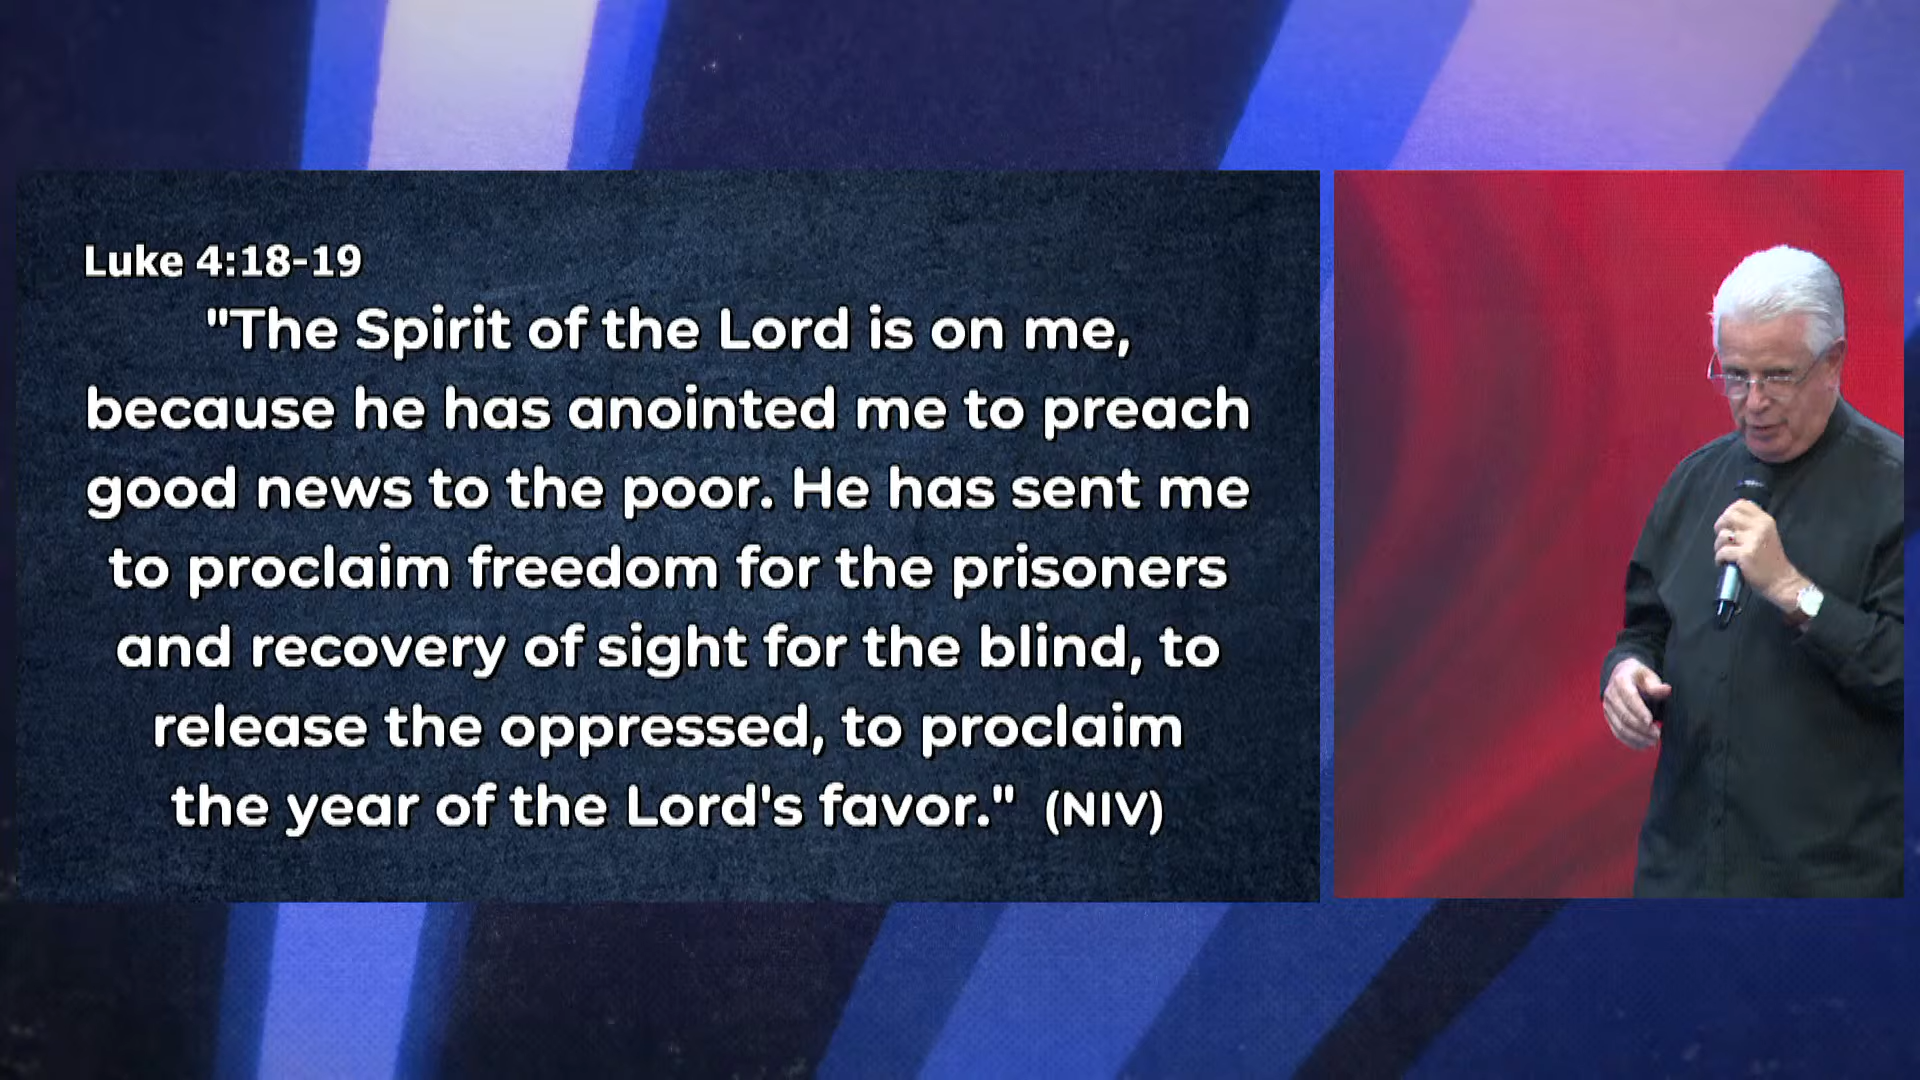 Luke 4:18-19
"The Spirit of the Lord is on me,
because he has anointed me to preach
good news to the poor. He has sent me
to proclaim freedom for the prisoners
and recovery of sight for the blind, to
release the oppressed, to proclaim
the year of the Lord's favor." (NIV)